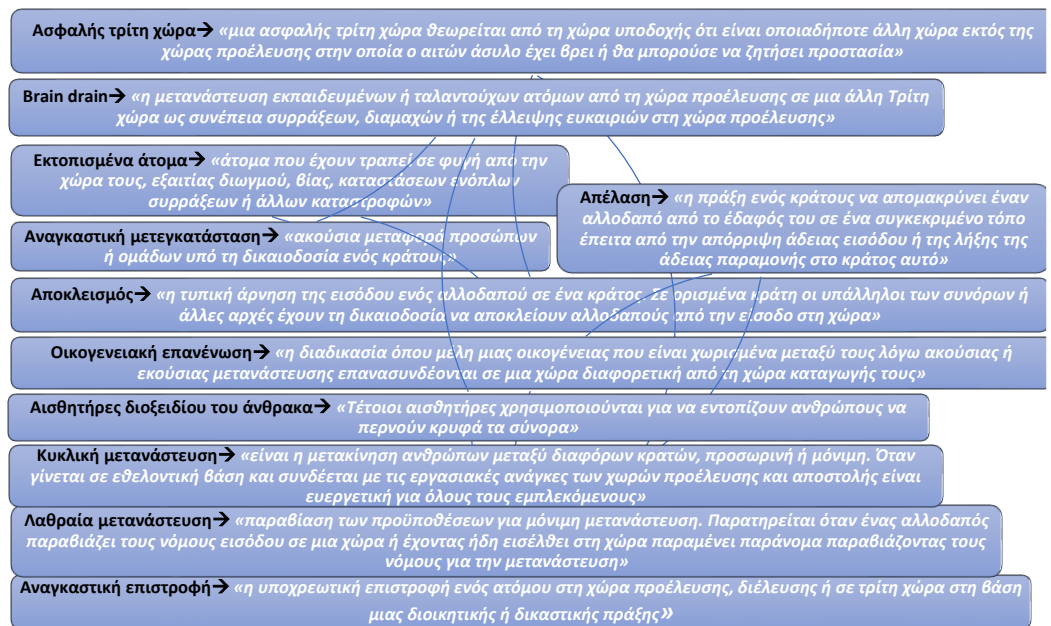 Ασφαλής τρίτη χώρα→ «μια ασφαλής τρίτη χώρα θεωρείται από τη χώρα υποδοχής ότι είναι οποιαδήποτε άλλη χώρα εκτός της
χώρας προέλευσης στην οποία ο αιτών άσυλο έχει βρει ή θα μπορούσε να ζητήσει προστασία»
Brain drain→ «η μετανάστευση εκπαιδευμένων ή ταλαντούχων ατόμων από τη χώρα προέλευσης σε μια άλλη Τρίτη
χώρα ως συνέπεια συρράξεων, διαμαχών ή της έλλειψης ευκαιριών στη χώρα προέλευσης»
Εκτοπισμένα άτομα→ «άτομα που έχουν τραπεί σε φυγή από την
χώρα τους, εξαιτίας διωγμού, βίας, καταστάσεων ενόπλων
συρράξεων ή άλλων καταστροφών»
Απέλαση→ «η πράξη ενός κράτους να απομακρύνει έναν
αλλοδαπό από το έδαφός του σε ένα συγκεκριμένο τόπο
έπειτα από την απόρριψη άδειας εισόδου ή της λήξης της
άδειας παραμονής στο κράτος αυτό»
Αναγκαστική μετεγκατάσταση→ «ακούσια μεταφορά προσώπων
ή ομάδων υπό τη δικαιοδοσία ενός κράτους»
Αποκλεισμός→ «η τυπική άρνηση της εισόδου ενός αλλοδαπού σε ένα κράτος. Σε ορισμένα κράτη οι υπάλληλοι των συνόρων ή
άλλες αρχές έχουν τη δικαιοδοσία να αποκλείουν αλλοδαπούς από την είσοδο στη χώρα»
Οικογενειακή επανένωση→ «η διαδικασία όπου μέλη μιας οικογένειας που είναι χωρισμένα μεταξύ τους λόγω ακούσιας ή
εκούσιας μετανάστευσης επανασυνδέονται σε μια χώρα διαφορετική από τη χώρα καταγωγής τους»
Αισθητήρες διοξειδίου του άνθρακα→ «Τέτοιοι αισθητήρες χρησιμοποιούνται για να εντοπίζουν ανθρώπους να
περνούν κρυφά τα σύνορα»
Κυκλική μετανάστευση→ «είναι η μετακίνηση ανθρώπων μεταξύ διαφόρων κρατών, προσωρινή ή μόνιμη. Όταν
γίνεται σε εθελοντική βάση και συνδέεται με τις εργασιακές ανάγκες των χωρών προέλευσης και αποστολής είναι
ευεργετική για όλους τους εμπλεκόμενους»
Λαθραία μετανάστευση→ «παραβίαση των προϋποθέσεων για μόνιμη μετανάστευση. Παρατηρείται όταν ένας αλλοδαπός
παραβιάζει τους νόμους εισόδου σε μια χώρα ή έχοντας ήδη εισέλθει στη χώρα παραμένει παράνομα παραβιάζοντας τους
νόμους για την μετανάστευση»
Αναγκαστική επιστροφή→ «η υποχρεωτική επιστροφή ενός ατόμου στη χώρα προέλευσης, διέλευσης ή σε τρίτη χώρα στη βάση
μιας διοικητικής ή δικαστικής πράξης»